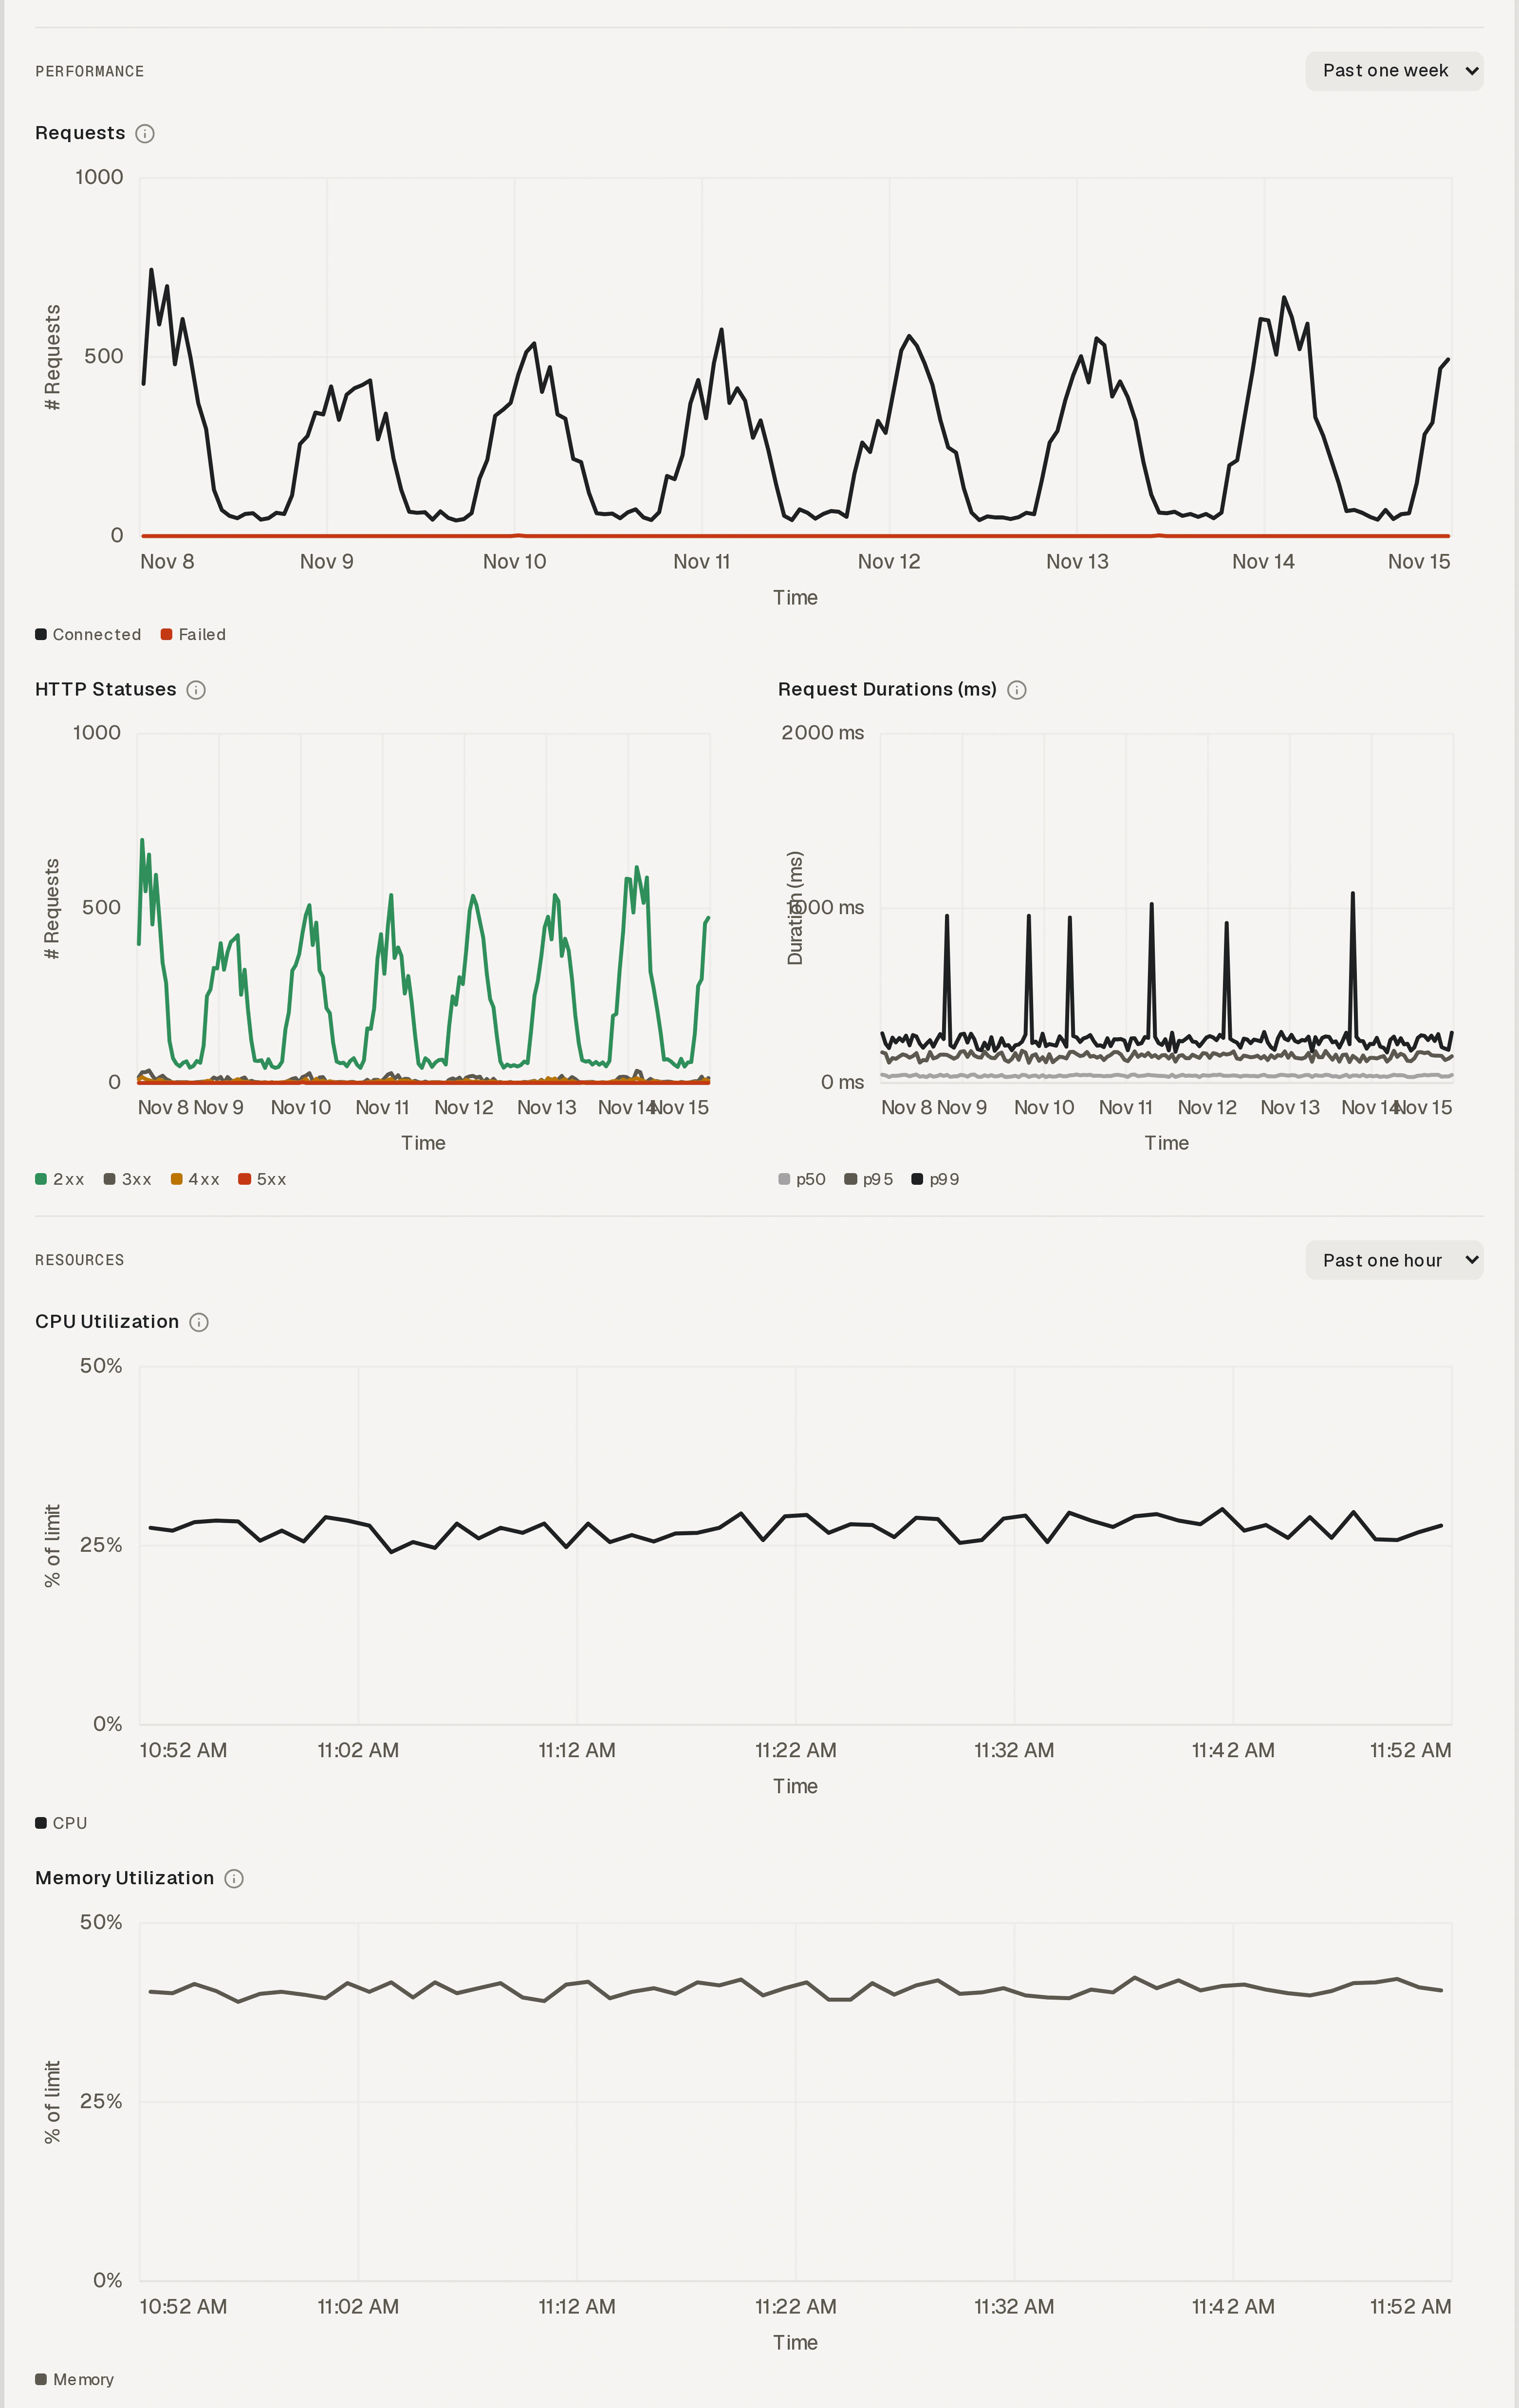 PERFORMANCE
Past one week
Requests
1000
500
0
# Requests
Nov 8 Nov 9 Nov 10 Nov 11 Nov 12 Nov 13 Nov 14 Nov 15
Time
Connected Failed
HTTP Statuses
1000
500
0
# Requests
Nov 8 Nov 9 Nov 10 Nov 11 Nov 12 Nov 13 Nov 14 Nov 15
Time
2xx 3xx 4xx 5xx
Request Durations (ms)
2000 ms
1000 ms
0 ms
Duration (ms)
Nov 8 Nov 9 Nov 10 Nov 11 Nov 12 Nov 13 Nov 14 Nov 15
Time
p50 p95 p99
RESOURCES
Past one hour
CPU Utilization
50%
25%
0%
% of limit
10:52 AM 11:02 AM 11:12 AM 11:22 AM 11:32 AM 11:42 AM 11:52 AM
Time
CPU
Memory Utilization
50%
25%
0%
% of limit
10:52 AM 11:02 AM 11:12 AM 11:22 AM 11:32 AM 11:42 AM 11:52 AM
Time
Memory